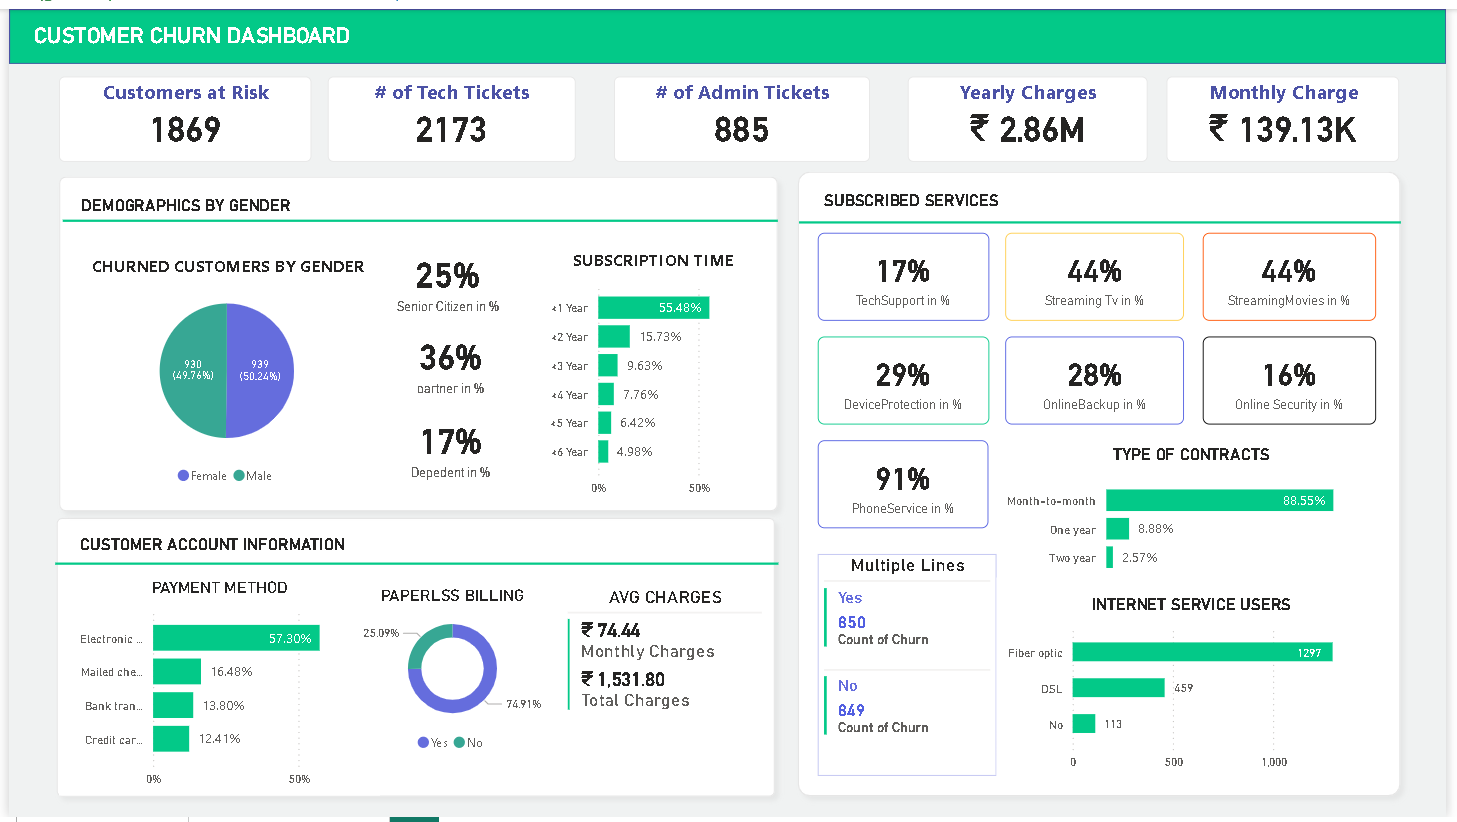 CUSTOMER CHURN DASHBOARD
Customers at Risk
1869
# of Tech Tickets
2173
# of Admin Tickets
885
Yearly Charges
₹ 2.86M
Monthly Charge
₹ 139.13K
DEMOGRAPHICS BY GENDER
CHURNED CUSTOMERS BY GENDER
930
(49.76%)
939
(50.24%)
Female
Male
25%
Senior Citizen in %
36%
partner in %
17%
Depedent in %
SUBSCRIPTION TIME
<1 Year
55.48%
<2 Year
15.73%
<3 Year
9.63%
<4 Year
7.76%
<5 Year
6.42%
<6 Year
4.98%
0%
50%
CUSTOMER ACCOUNT INFORMATION
PAYMENT METHOD
Electronic ...
57.30%
Mailed che...
16.48%
Bank tran...
13.80%
Credit car...
12.41%
0%
50%
PAPERLSS BILLING
25.09%
74.91%
Yes
No
AVG CHARGES
₹ 74.44
Monthly Charges
₹ 1,531.80
Total Charges
SUBSCRIBED SERVICES
17%
TechSupport in %
44%
Streaming Tv in %
44%
StreamingMovies in %
29%
DeviceProtection in %
28%
OnlineBackup in %
16%
Online Security in %
91%
PhoneService in %
Multiple Lines
Yes
850
Count of Churn
No
849
Count of Churn
TYPE OF CONTRACTS
Month-to-month
88.55%
One year
8.88%
Two year
2.57%
INTERNET SERVICE USERS
Fiber optic
1297
DSL
459
No
113
0
500
1,000